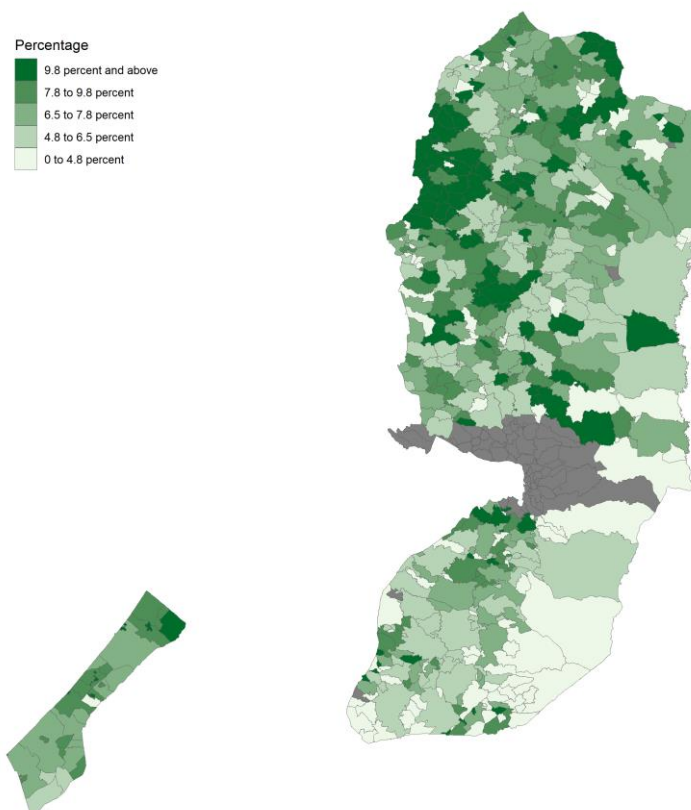 Percentage
9.8 percent and above
7.8 to 9.8 percent
6.5 to 7.8 percent
4.8 to 6.5 percent
0 to 4.8 percent